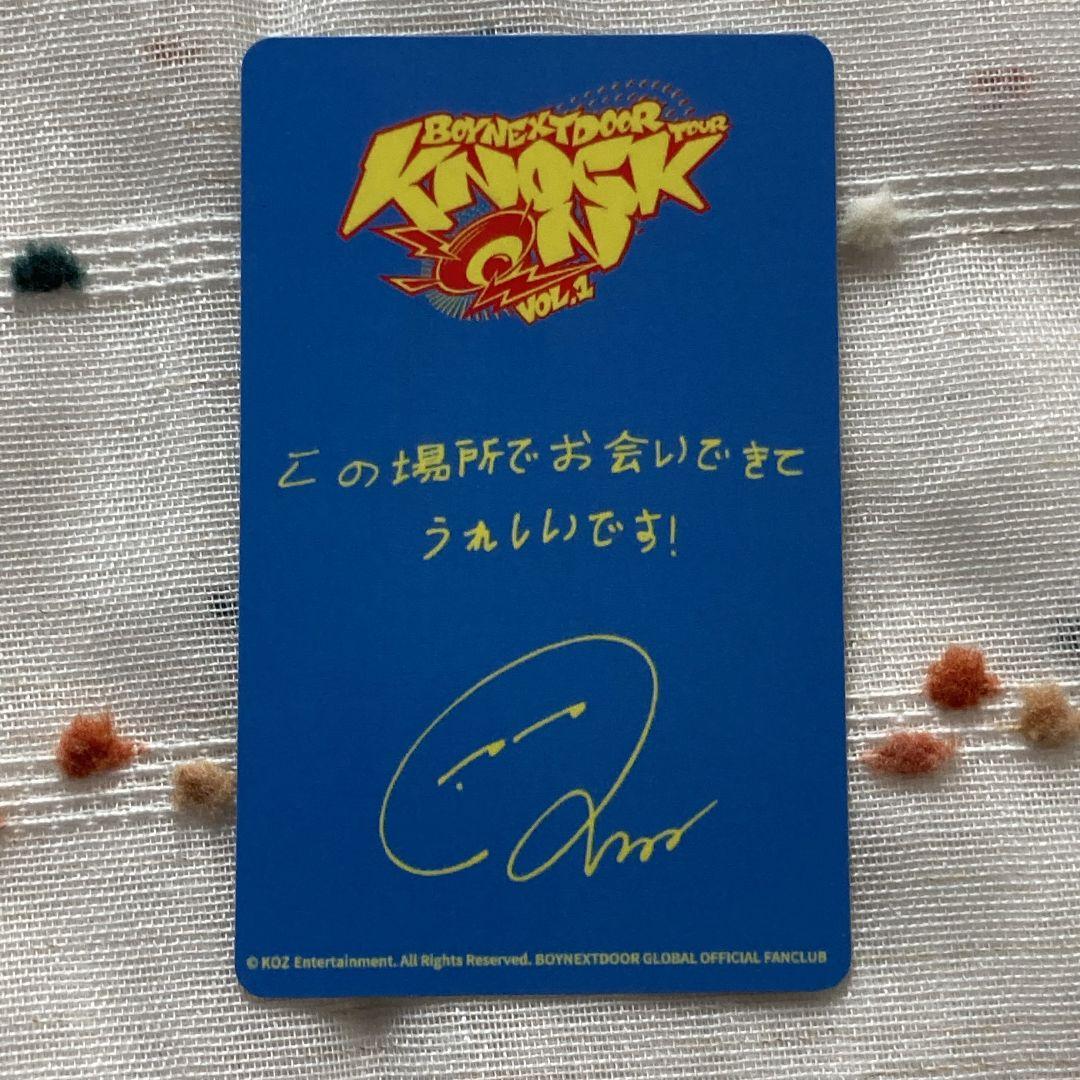 BOYNEXTDOOR TOUR
KNOCK
ON
VOL.1
この場所でお会いできて
うれしいです!
© KOZ Entertainment. All Rights Reserved. BOYNEXTDOOR GLOBAL OFFICIAL FANCLUB